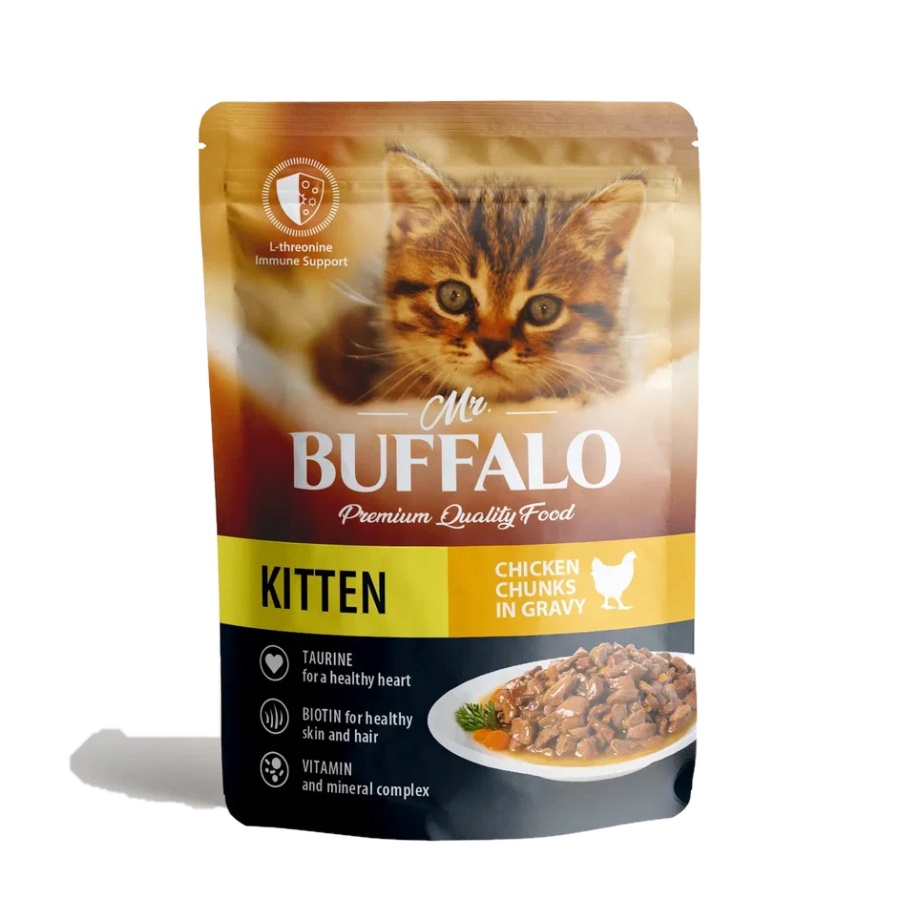 L-threonine
Immune Support
Mr.
BUFFALO
Premium Quality Food
KITTEN
CHICKEN
CHUNKS
IN GRAVY
TAURINE
for a healthy heart
BIOTIN for healthy
skin and hair
VITAMIN
and mineral complex